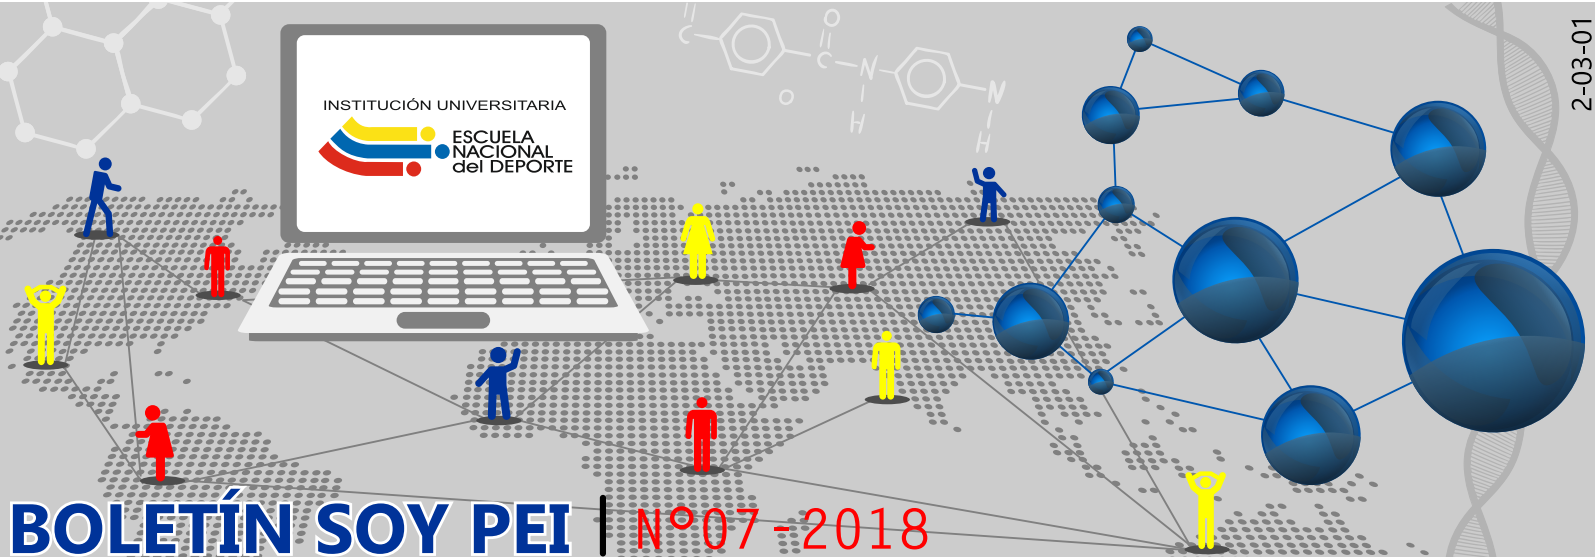 INSTITUCIÓN UNIVERSITARIA
ESCUELA
NACIONAL
del DEPORTE
C
O
C
N
H
O
N
H
2-03-01
BOLETÍN SOY PEI
N°07-2018